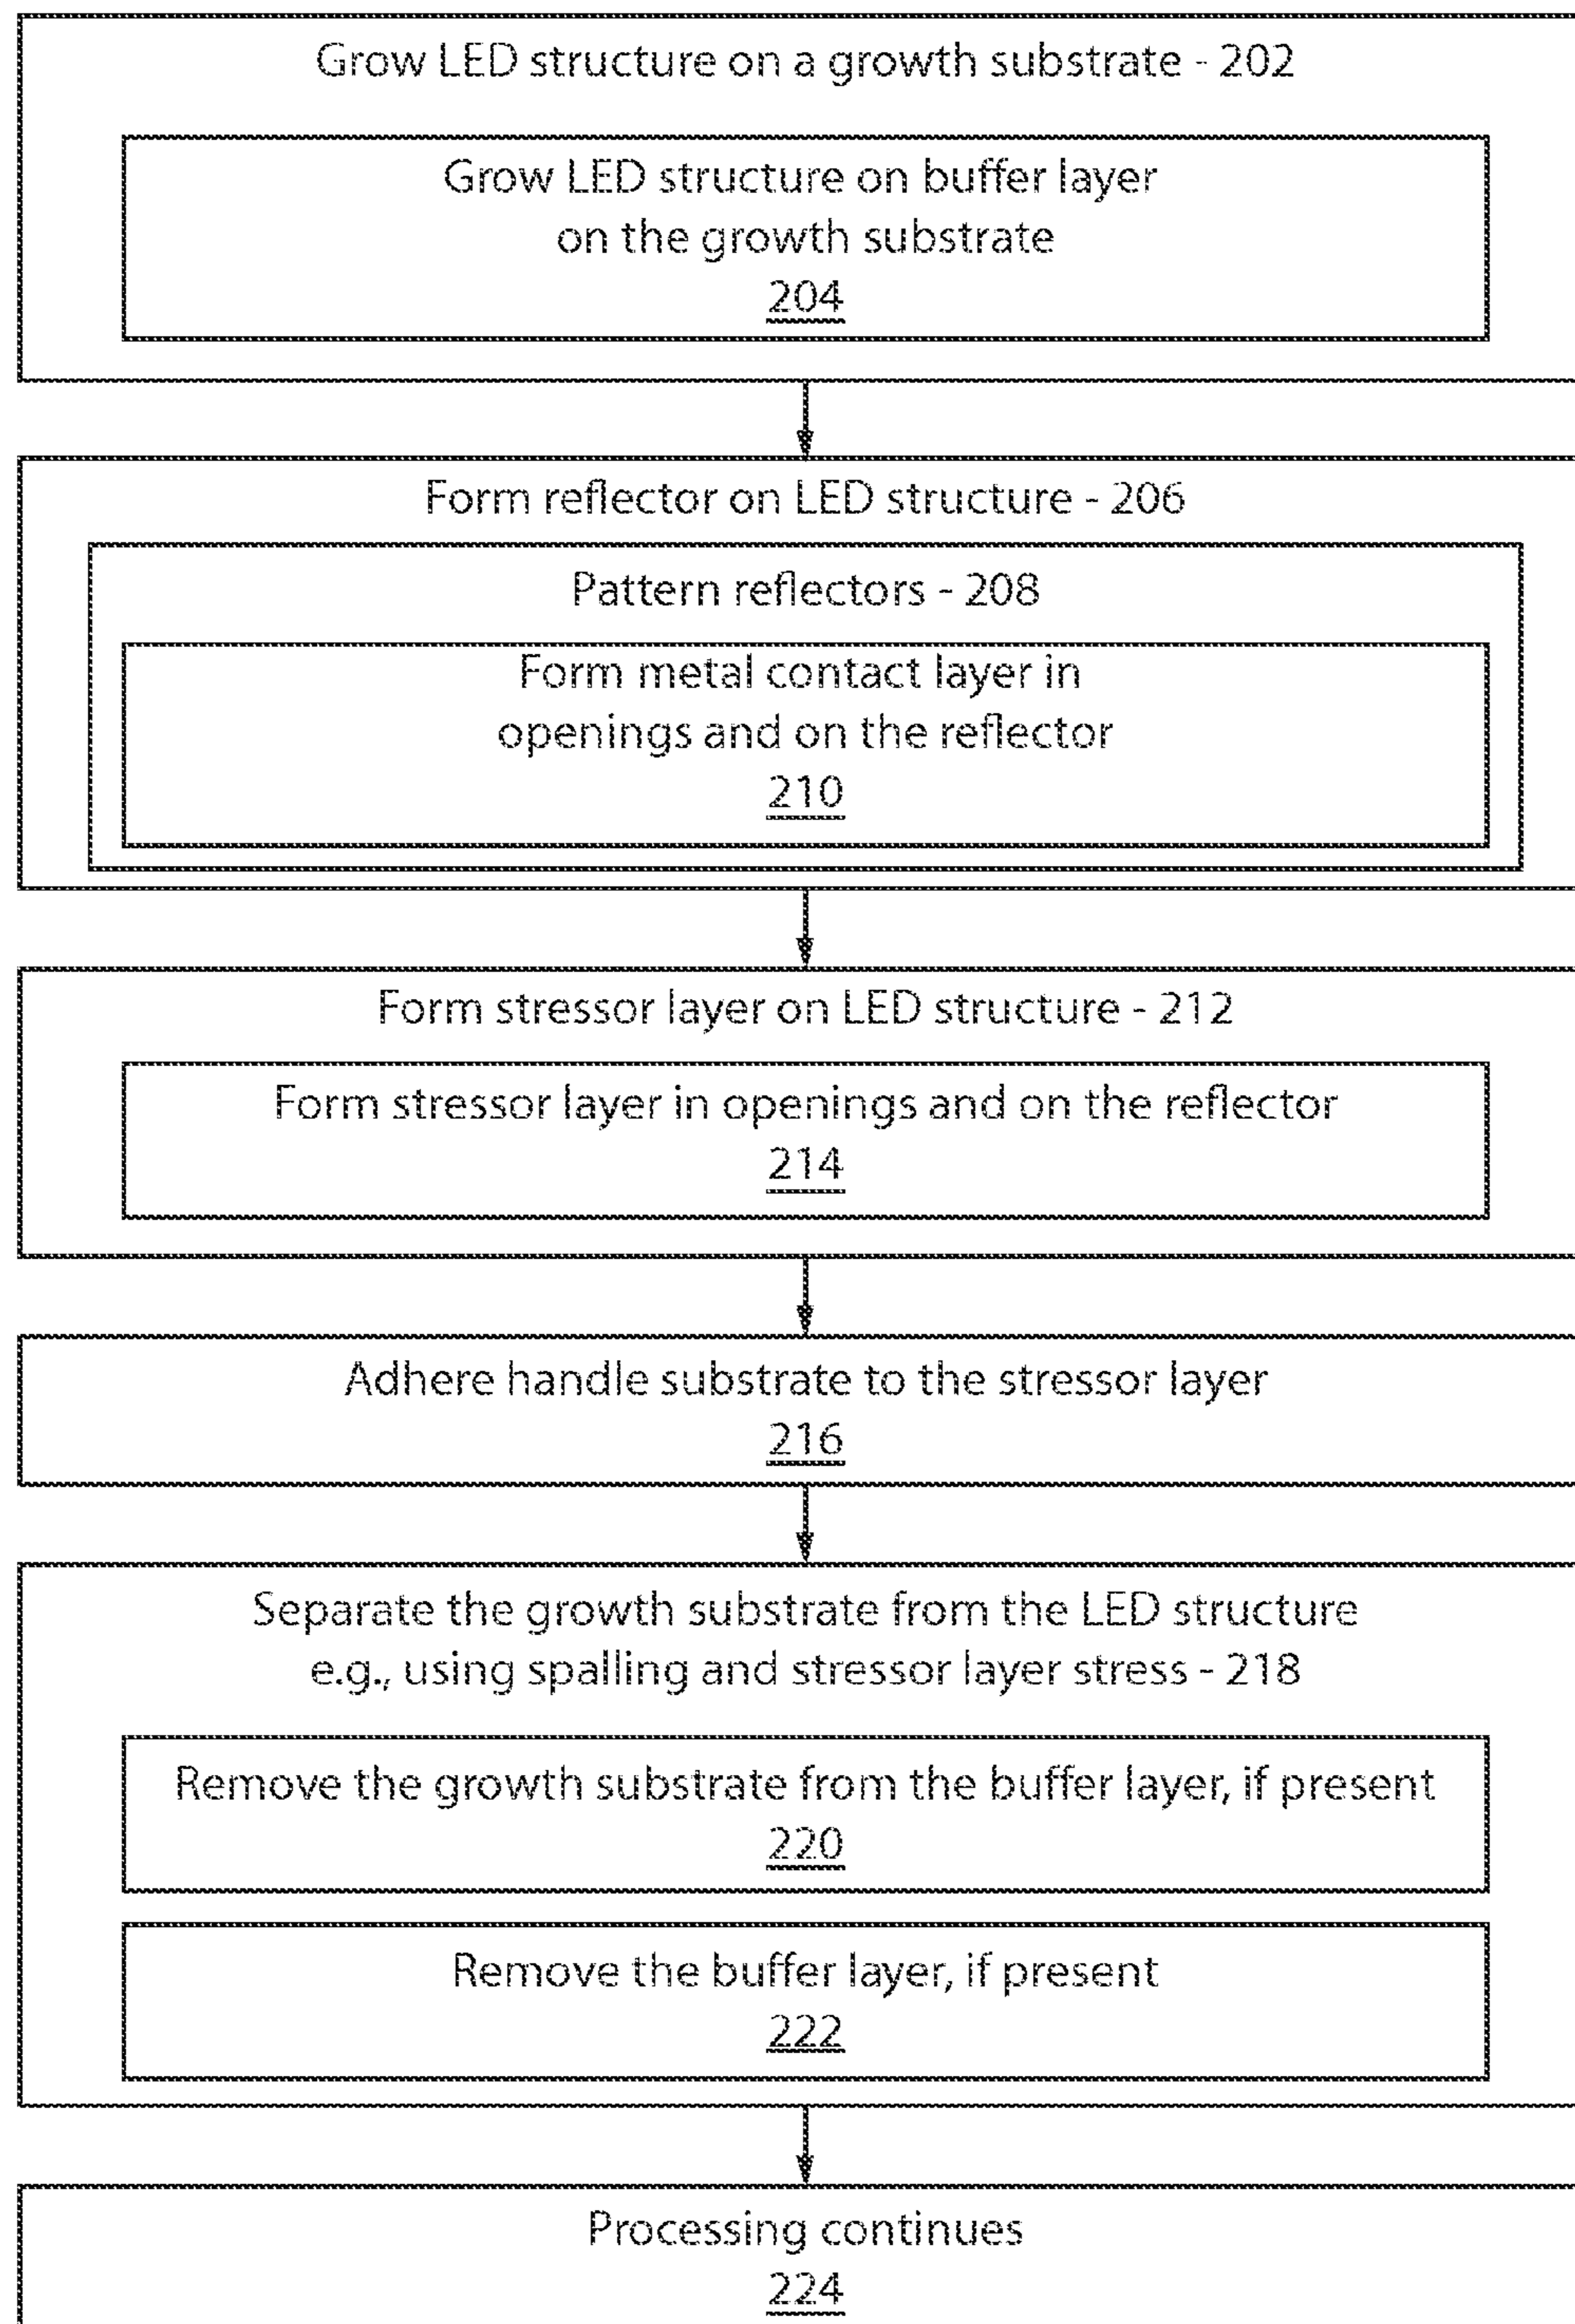 Grow LED structure on a growth substrate - 202
Grow LED structure on buffer layer
on the growth substrate
204
Form reflector on LED structure - 206
Pattern reflectors - 208
Form metal contact layer in
openings and on the reflector
210
Form stressor layer on LED structure - 212
Form stressor layer in openings and on the reflector
214
Adhere handle substrate to the stressor layer
216
Separate the growth substrate from the LED structure
e.g., using spalling and stressor layer stress - 218
Remove the growth substrate from the buffer layer, if present
220
Remove the buffer layer, if present
222
Processing continues
224